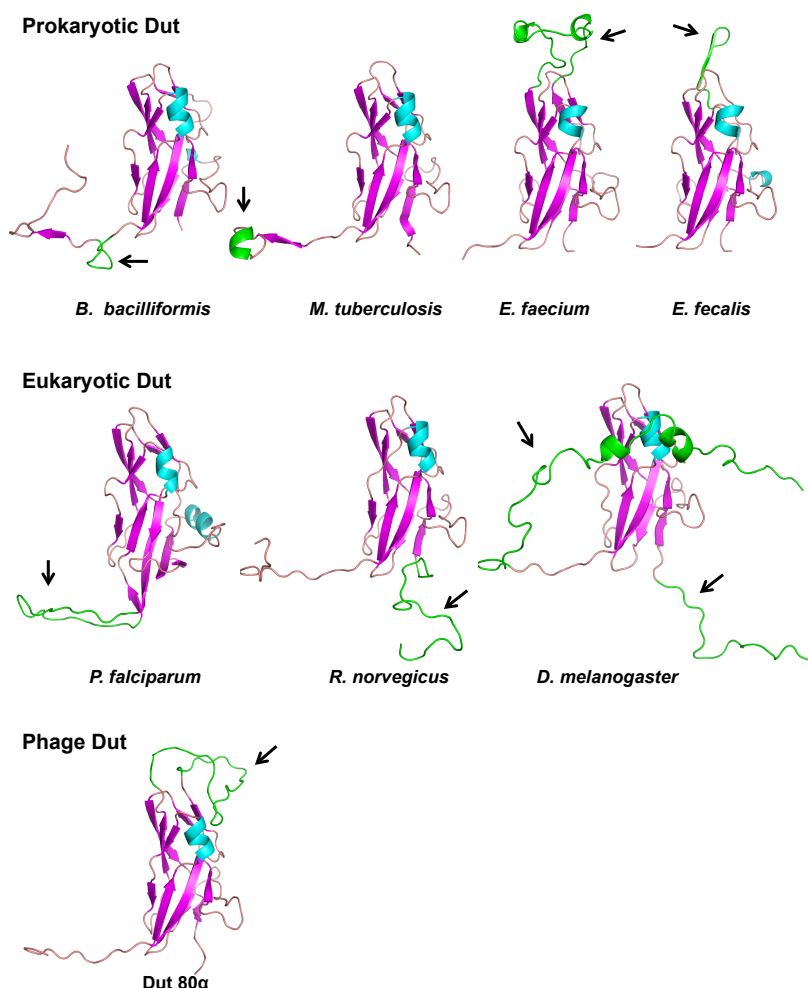 Prokaryotic Dut
B. bacilliformis
M. tuberculosis
E. faecium
E. fecalis
Eukaryotic Dut
P. falciparum
R. norvegicus
D. melanogaster
Phage Dut
Dut 80α